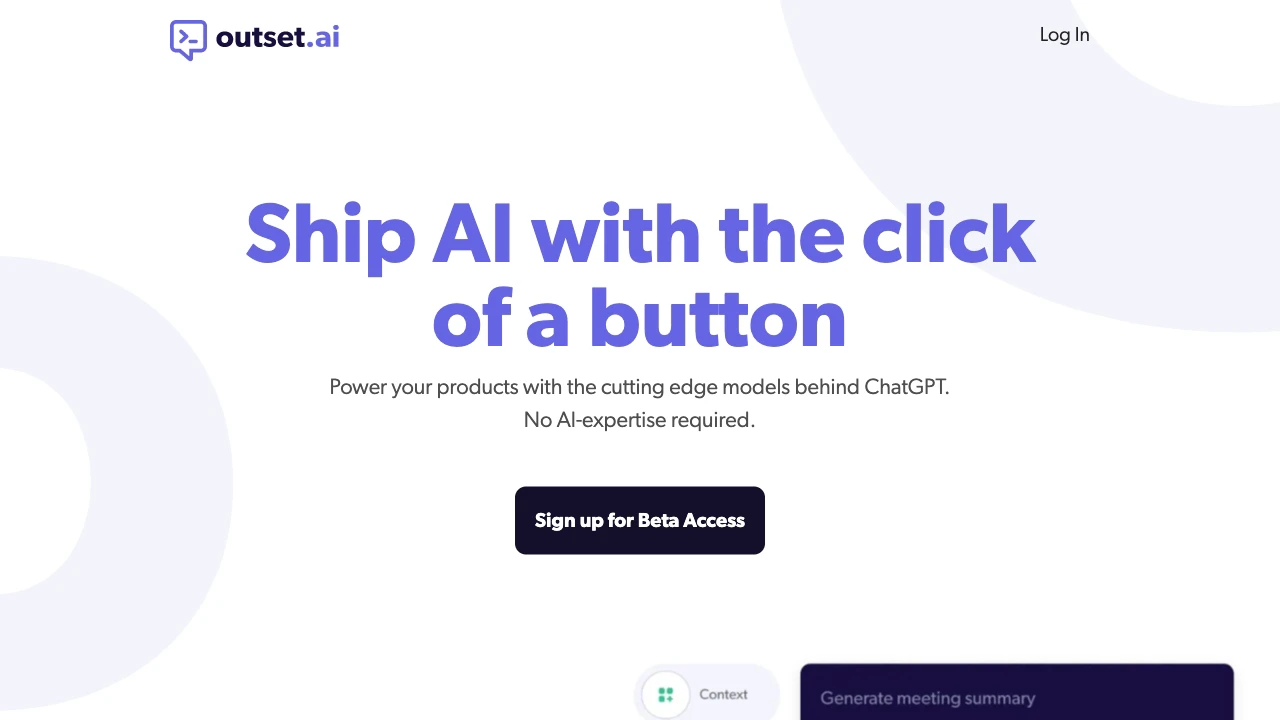 outset.ai
Log In
Ship AI with the click
of a button
Power your products with the cutting edge models behind ChatGPT.
No AI-expertise required.
Sign up for Beta Access
Context
Generate meeting summary